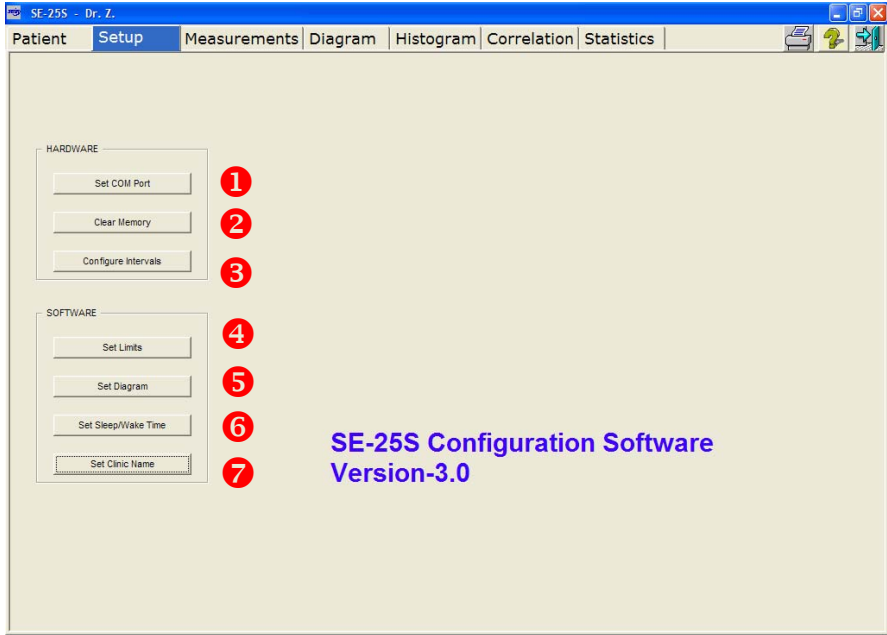 SE-25S - Dr. Z.
Patient Setup Measurements Diagram Histogram Correlation Statistics
HARDWARE
Set COM Port 1
Clear Memory 2
Configure Intervals 3
SOFTWARE
Set Limits 4
Set Diagram 5
Set Sleep/Wake Time 6
Set Clinic Name 7
SE-25S Configuration Software
Version-3.0